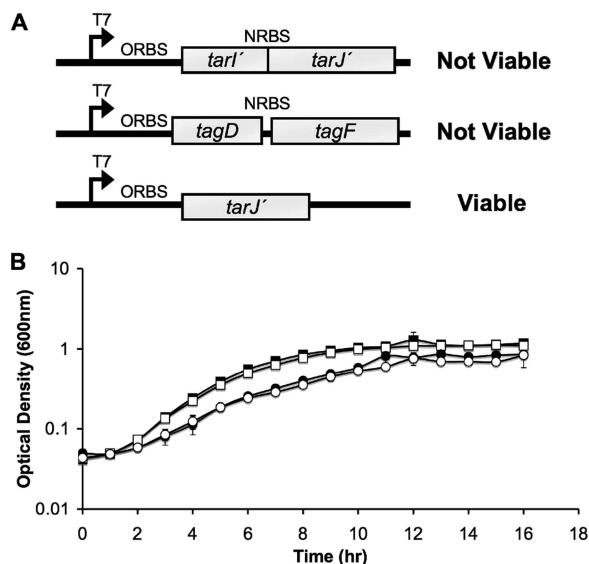 A
T7
ORBS
NRBS
tarI´
tarJ´
Not Viable
T7
ORBS
NRBS
tagD
tagF
Not Viable
T7
ORBS
tarJ´
Viable
B
Optical Density (600nm)
10
1
0.1
0.01
0 2 4 6 8 10 12 14 16 18
Time (hr)